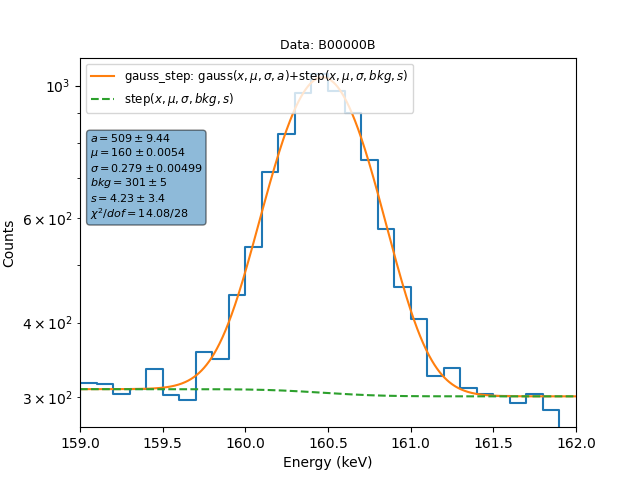 Data: B00000B
gauss_step: gauss(x, μ, σ, a)+step(x, μ, σ, bkg, s)
step(x, μ, σ, bkg, s)
a = 509 ± 9.44
μ = 160 ± 0.0054
σ = 0.279 ± 0.00499
bkg = 301 ± 5
s = 4.23 ± 3.4
χ²/dof = 14.08/28
10³
6 × 10²
4 × 10²
3 × 10²
Counts
159.0 159.5 160.0 160.5 161.0 161.5 162.0
Energy (keV)